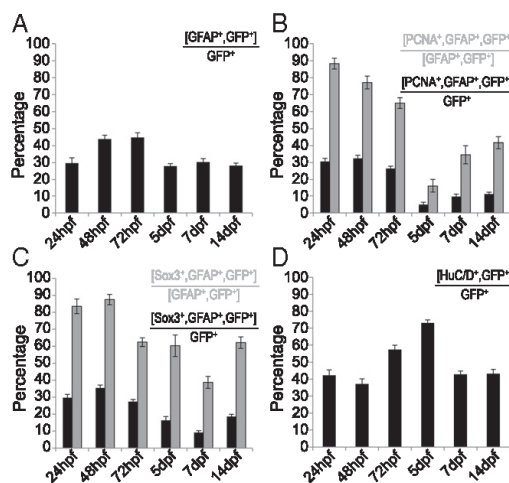 A
[GFAP⁺,GFP⁺]
GFP⁺
Percentage
100
90
80
70
60
50
40
30
20
10
0
24hpf
48hpf
72hpf
5dpf
7dpf
14dpf
B
[PCNA⁺,GFAP⁺,GFP⁺]
[GFAP⁺,GFP⁺]
[PCNA⁺,GFAP⁺,GFP⁺]
GFP⁺
Percentage
100
90
80
70
60
50
40
30
20
10
0
24hpf
48hpf
72hpf
5dpf
7dpf
14dpf
C
[Sox3⁺,GFAP⁺,GFP⁺]
[GFAP⁺,GFP⁺]
[Sox3⁺,GFAP⁺,GFP⁺]
GFP⁺
Percentage
100
90
80
70
60
50
40
30
20
10
0
24hpf
48hpf
72hpf
5dpf
7dpf
14dpf
D
[HuC/D⁺,GFP⁺]
GFP⁺
Percentage
100
90
80
70
60
50
40
30
20
10
0
24hpf
48hpf
72hpf
5dpf
7dpf
14dpf